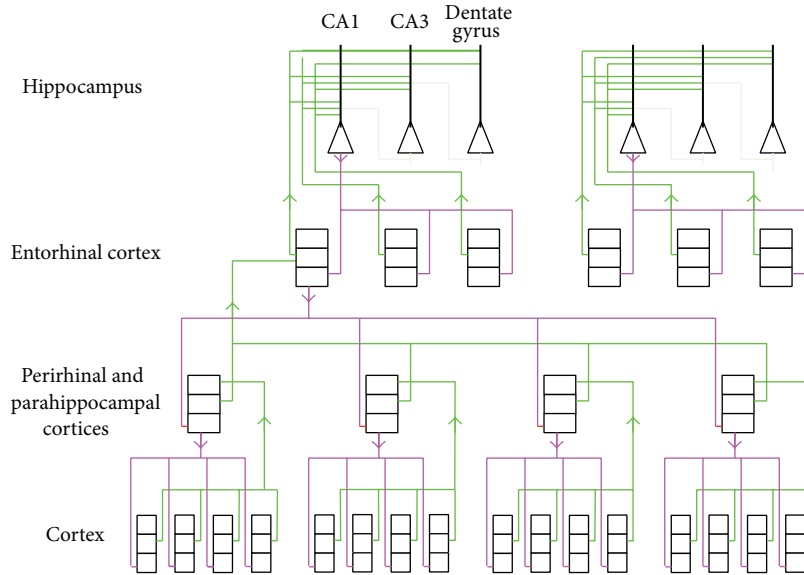 CA1
CA3
Dentate
gyrus
Hippocampus
Entorhinal cortex
Perirhinal and
parahippocampal
cortices
Cortex